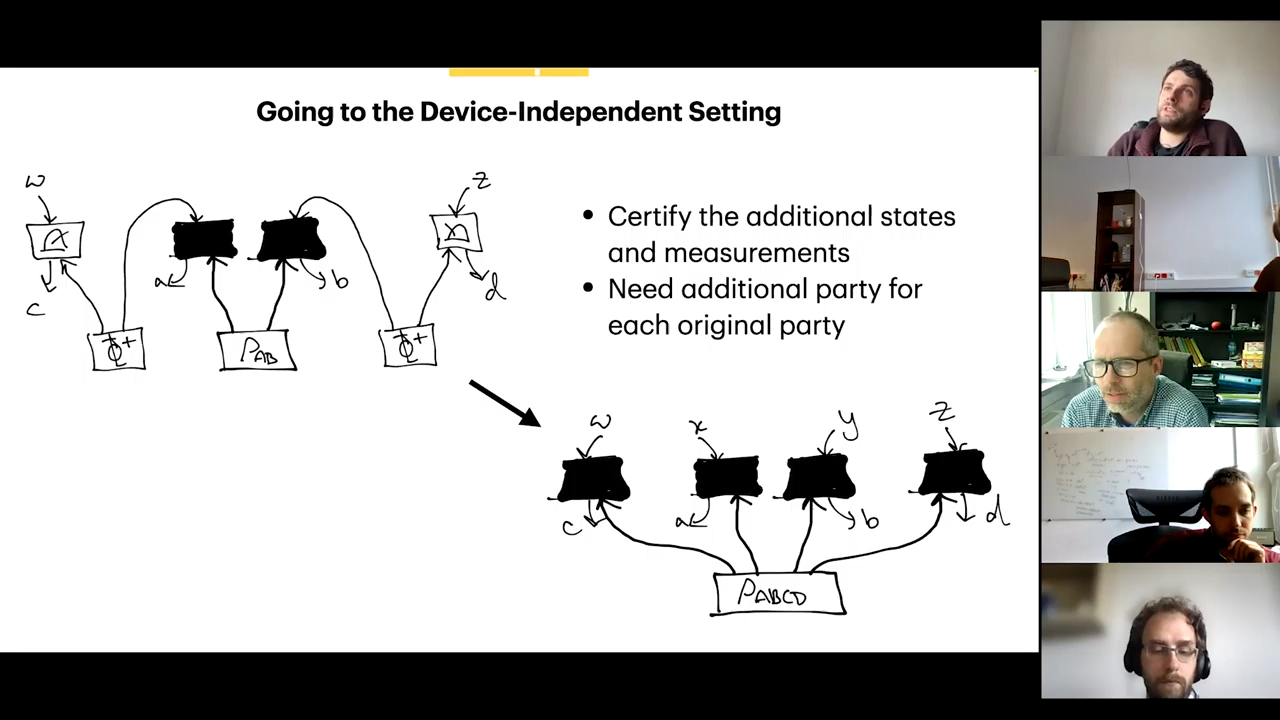 Going to the Device-Independent Setting
w
z
a
b
c
d
Φ+
ρAB
Φ+
• Certify the additional states
and measurements
• Need additional party for
each original party
w
x
y
z
c
a
b
d
ρABCD